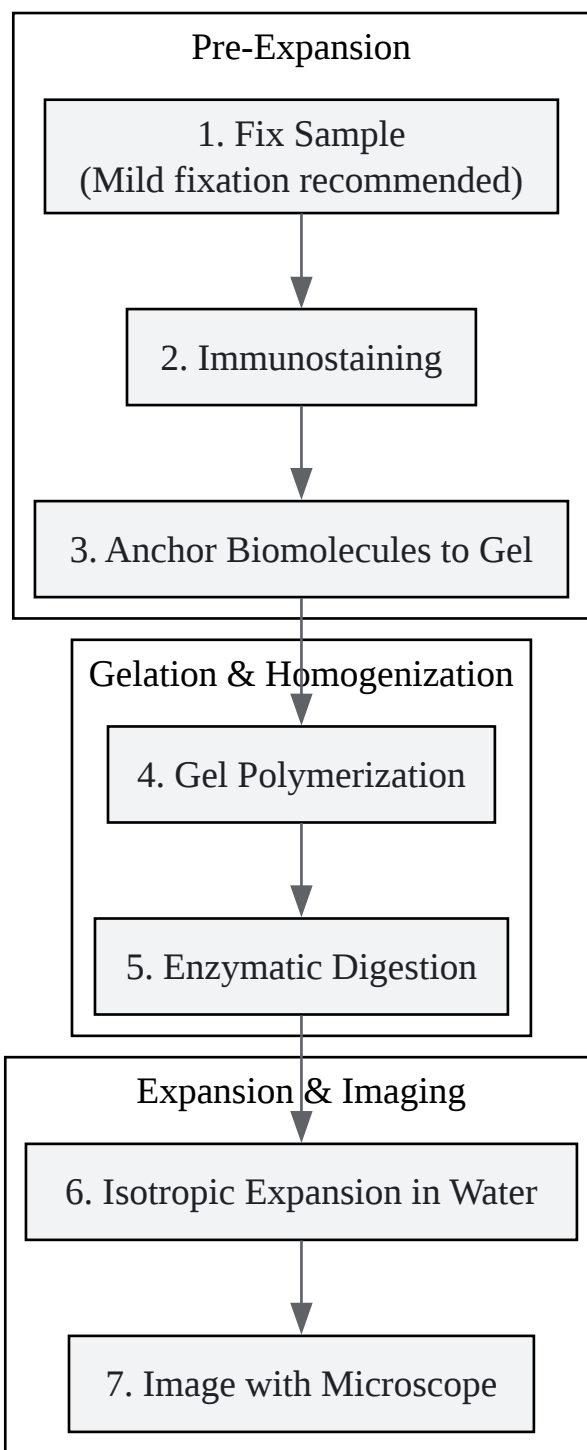 Pre-Expansion
1. Fix Sample
(Mild fixation recommended)
2. Immunostaining
3. Anchor Biomolecules to Gel
Gelation & Homogenization
4. Gel Polymerization
5. Enzymatic Digestion
Expansion & Imaging
6. Isotropic Expansion in Water
7. Image with Microscope